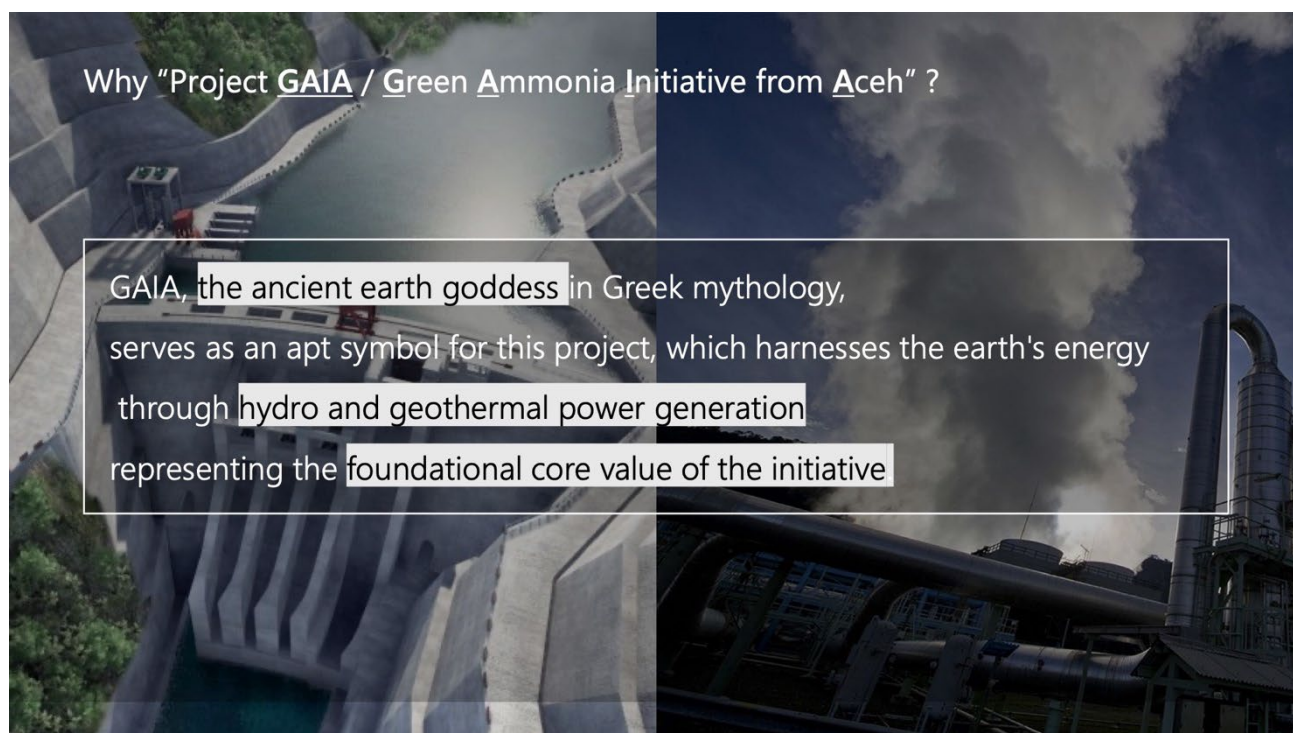 Why “Project GAIA / Green Ammonia Initiative from Aceh” ?
GAIA, the ancient earth goddess in Greek mythology,
serves as an apt symbol for this project, which harnesses the earth's energy
through hydro and geothermal power generation
representing the foundational core value of the initiative.